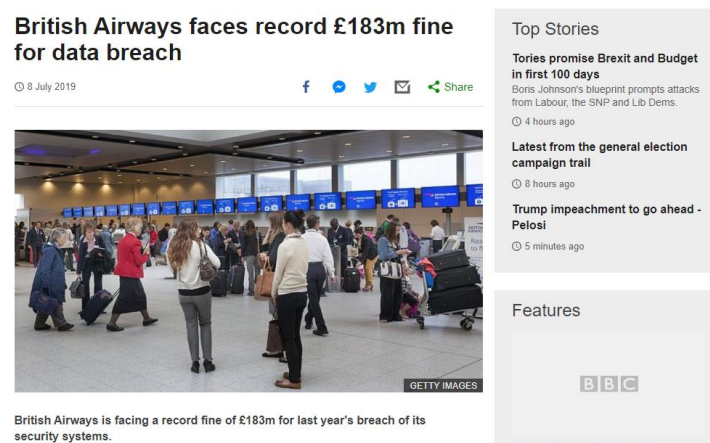 British Airways faces record £183m fine
for data breach
8 July 2019
Share
GETTY IMAGES
British Airways is facing a record fine of £183m for last year's breach of its
security systems.
Top Stories
Tories promise Brexit and Budget
in first 100 days
Boris Johnson's blueprint prompts attacks
from Labour, the SNP and Lib Dems.
4 hours ago
Latest from the general election
campaign trail
8 hours ago
Trump impeachment to go ahead -
Pelosi
5 minutes ago
Features
BBC